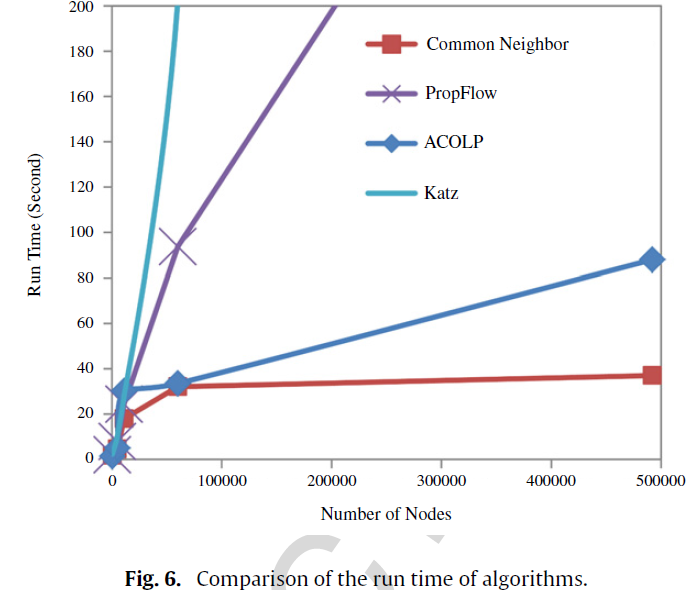 200
180
160
140
120
100
80
60
40
20
0
Run Time (Second)
Common Neighbor
PropFlow
ACOLP
Katz
0 100000 200000 300000 400000 500000
Number of Nodes
Fig. 6. Comparison of the run time of algorithms.